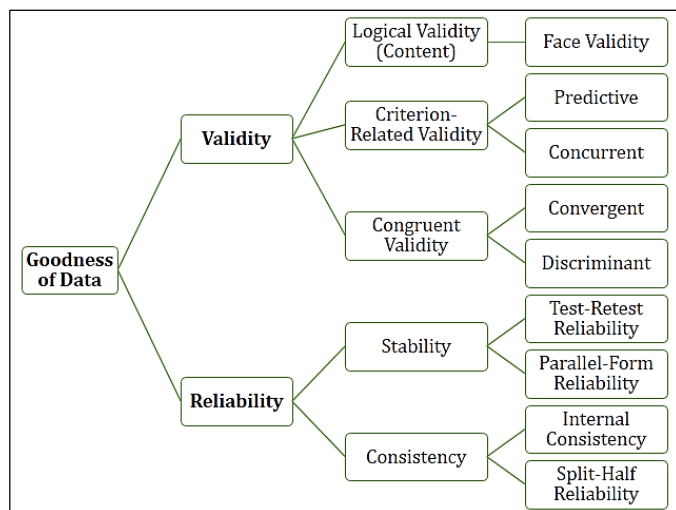 Logical Validity
(Content)
Face Validity
Predictive
Criterion-
Related Validity
Validity
Concurrent
Convergent
Congruent
Validity
Goodness
of Data
Discriminant
Test-Retest
Reliability
Stability
Parallel-Form
Reliability
Reliability
Internal
Consistency
Consistency
Split-Half
Reliability